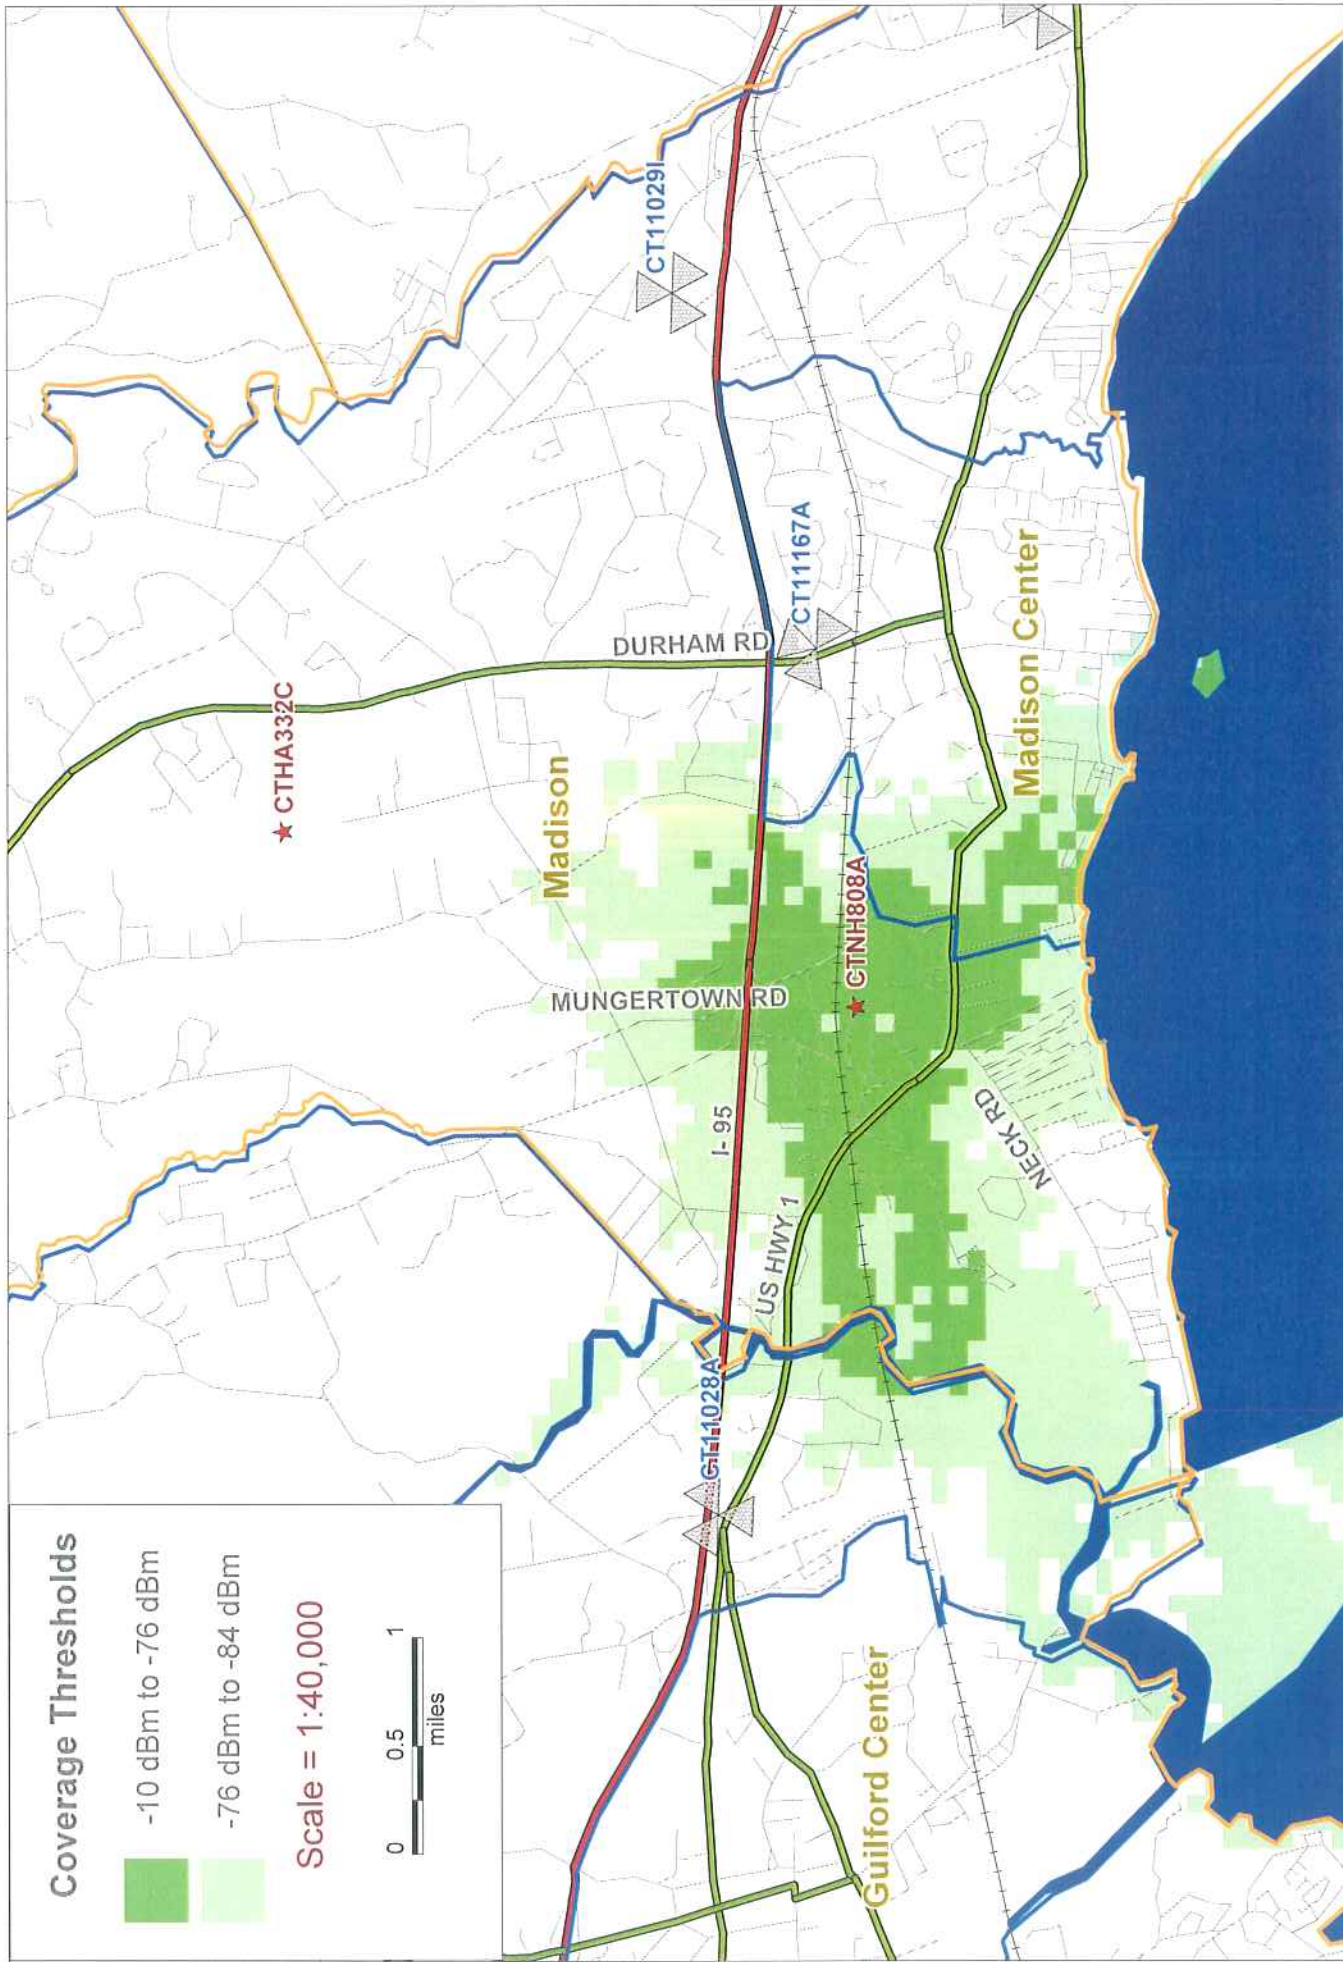 Coverage Thresholds
-10 dBm to -76 dBm
-76 dBm to -84 dBm
Scale = 1:40,000
0 0.5 1
miles
CTHA332C
Madison
CT11029I
DURHAM RD
MUNGERTOWN RD
I- 95
CT11028A
CT11167A
US HWY 1
CTNH808A
Guilford Center
NECK RD
Madison Center